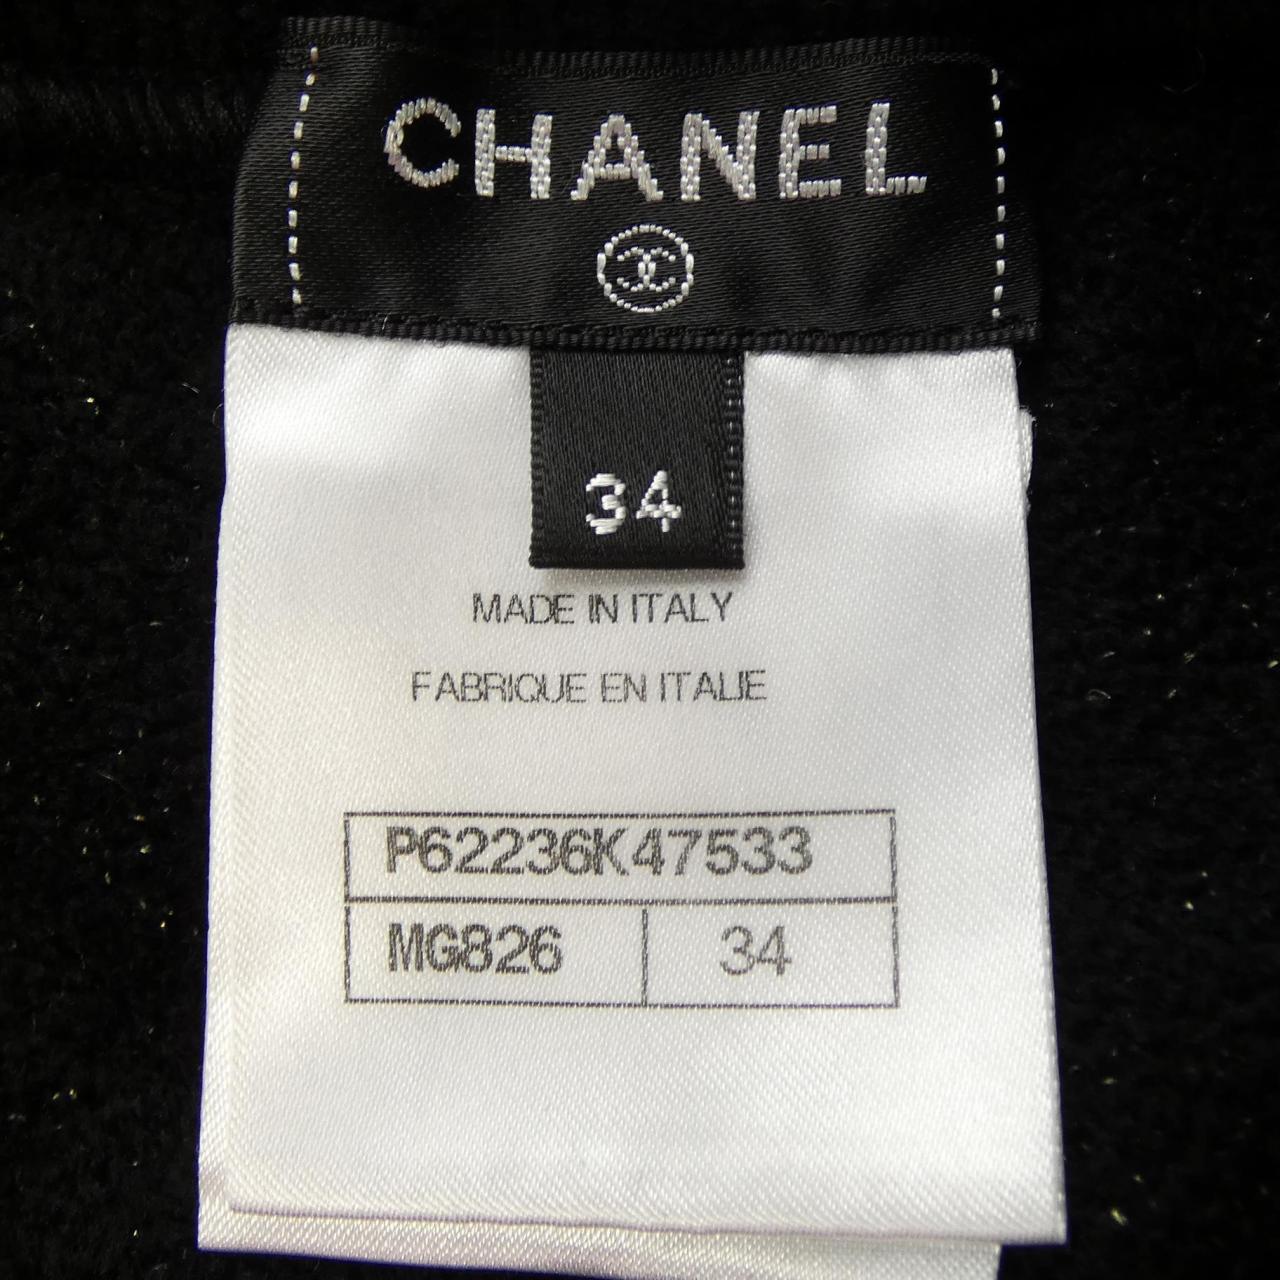 CHANEL
34
MADE IN ITALY
FABRIQUE EN ITALIE
P62236K47533
MG826 34